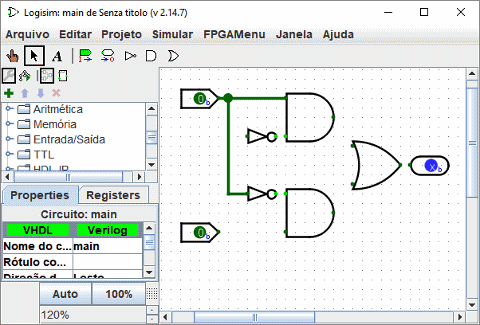 Logisim: main de Senza titolo (v 2.14.7)
Arquivo Editar Projeto Simular FPGAMenu Janela Ajuda
A
Aritmética
Memória
Entrada/Saída
TTL
HDL IP
Properties Registers
Circuito: main
VHDL Verilog
Nome do c... main
Rótulo co...
Direção d... Leste
Auto 100%
120%
0 b
x b
0 b